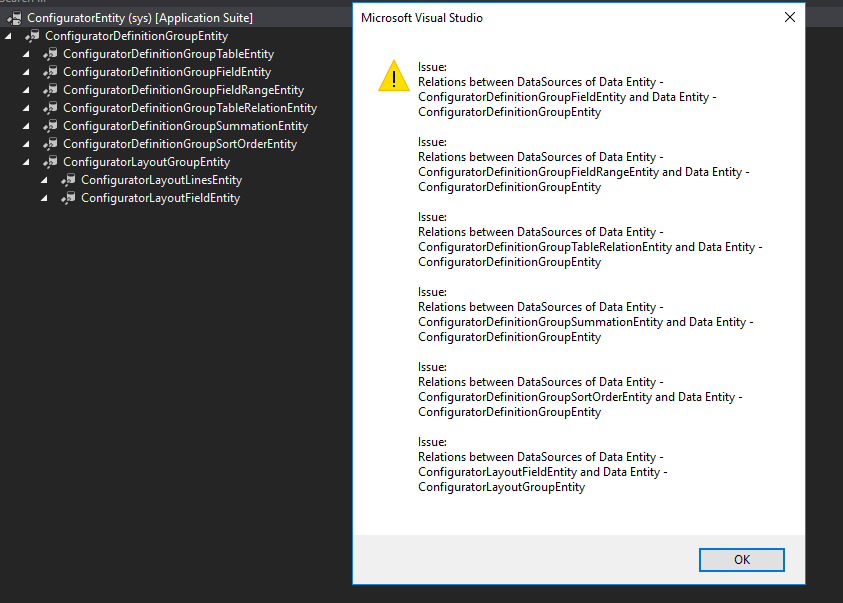 ConfiguratorEntity (sys) [Application Suite]
ConfiguratorDefinitionGroupEntity
ConfiguratorDefinitionGroupTableEntity
ConfiguratorDefinitionGroupFieldEntity
ConfiguratorDefinitionGroupFieldRangeEntity
ConfiguratorDefinitionGroupTableRelationEntity
ConfiguratorDefinitionGroupSummationEntity
ConfiguratorDefinitionGroupSortOrderEntity
ConfiguratorLayoutGroupEntity
ConfiguratorLayoutLinesEntity
ConfiguratorLayoutFieldEntity
Microsoft Visual Studio
Issue:
Relations between DataSources of Data Entity -
ConfiguratorDefinitionGroupFieldEntity and Data Entity -
ConfiguratorDefinitionGroupEntity
Issue:
Relations between DataSources of Data Entity -
ConfiguratorDefinitionGroupFieldRangeEntity and Data Entity -
ConfiguratorDefinitionGroupEntity
Issue:
Relations between DataSources of Data Entity -
ConfiguratorDefinitionGroupTableRelationEntity and Data Entity -
ConfiguratorDefinitionGroupEntity
Issue:
Relations between DataSources of Data Entity -
ConfiguratorDefinitionGroupSummationEntity and Data Entity -
ConfiguratorDefinitionGroupEntity
Issue:
Relations between DataSources of Data Entity -
ConfiguratorDefinitionGroupSortOrderEntity and Data Entity -
ConfiguratorDefinitionGroupEntity
Issue:
Relations between DataSources of Data Entity -
ConfiguratorLayoutFieldEntity and Data Entity -
ConfiguratorLayoutGroupEntity
OK